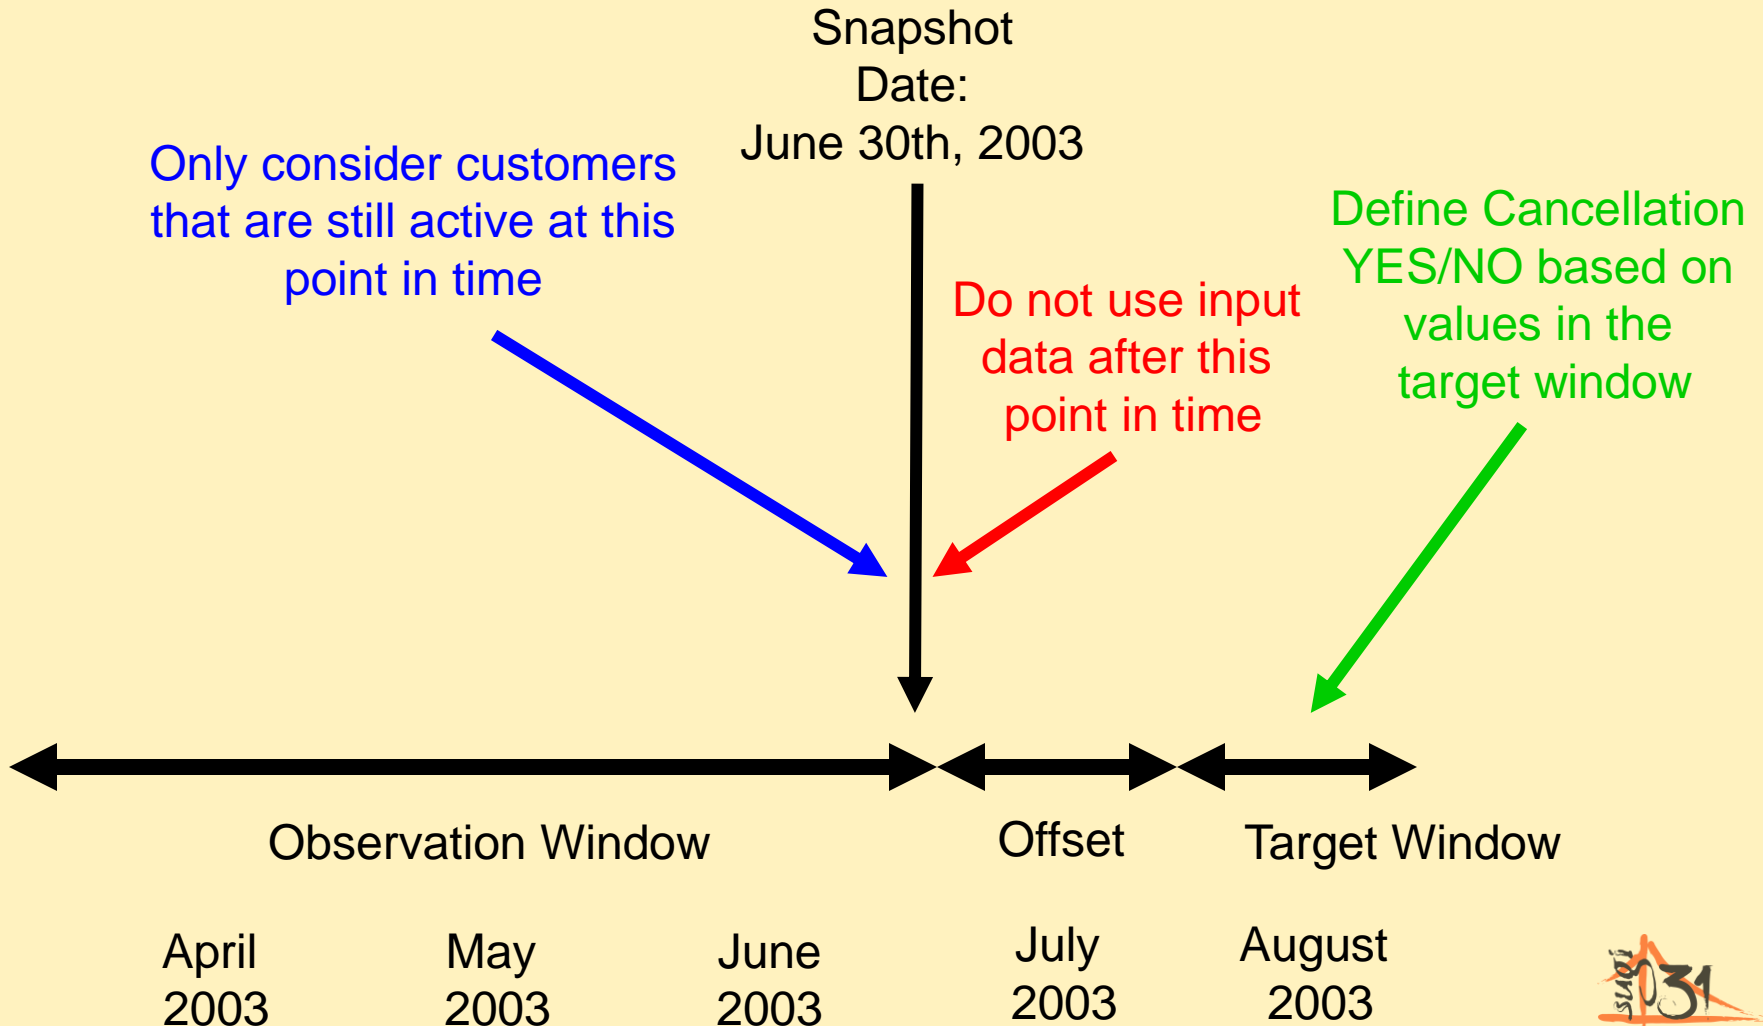 Snapshot
Date:
June 30th, 2003
Only consider customers
that are still active at this
point in time
Do not use input
data after this
point in time
Define Cancellation
YES/NO based on
values in the
target window
Observation Window
Offset
Target Window
April
2003
May
2003
June
2003
July
2003
August
2003
sugi
31